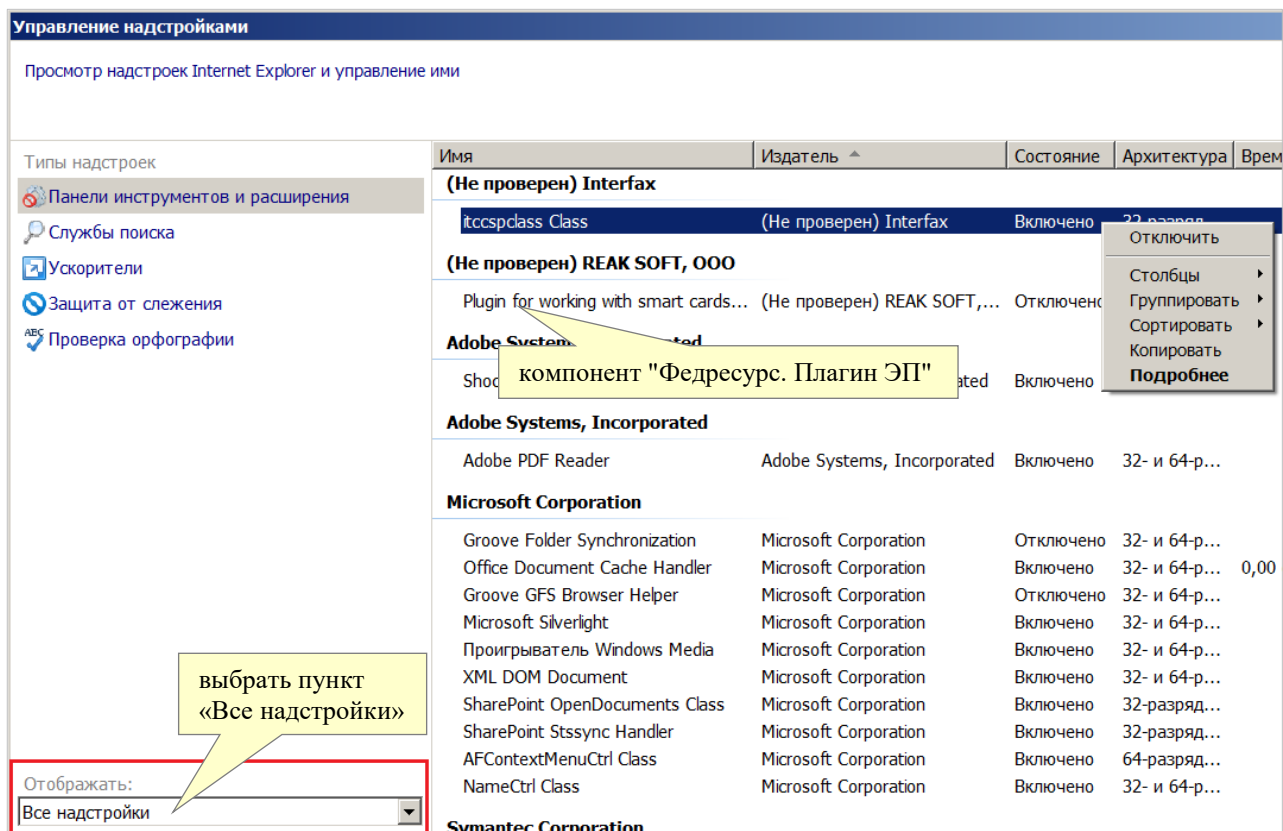 Управление надстройками
Просмотр надстроек Internet Explorer и управление ими
Типы надстроек
Панели инструментов и расширения
Службы поиска
Ускорители
Защита от слежения
ABC Проверка орфографии
выбрать пункт
«Все надстройки»
Отображать:
Все надстройки
Имя Издатель Состояние Архитектура Врем
(Не проверен) Interfax
itccspclass Class (Не проверен) Interfax Включено 32-разряд...
(Не проверен) REAK SOFT, ООО
Plugin for working with smart cards... (Не проверен) REAK SOFT,... Отключено
Adobe System
компонент "Федресурс. Плагин ЭП"
Включено
Adobe Systems, Incorporated
Adobe PDF Reader Adobe Systems, Incorporated Включено 32- и 64-р...
Microsoft Corporation
Groove Folder Synchronization Microsoft Corporation Отключено 32- и 64-р...
Office Document Cache Handler Microsoft Corporation Включено 32- и 64-р... 0,00
Groove GFS Browser Helper Microsoft Corporation Отключено 32- и 64-р...
Microsoft Silverlight Microsoft Corporation Включено 32- и 64-р...
Проигрыватель Windows Media Microsoft Corporation Включено 32- и 64-р...
XML DOM Document Microsoft Corporation Включено 32- и 64-р...
SharePoint OpenDocuments Class Microsoft Corporation Включено 32-разряд...
SharePoint Stssync Handler Microsoft Corporation Включено 32-разряд...
AFContextMenuCtrl Class Microsoft Corporation Включено 64-разряд...
NameCtrl Class Microsoft Corporation Включено 32- и 64-р...
Symantec Corporation
Отключить
Столбцы
Группировать
Сортировать
Копировать
Подробнее